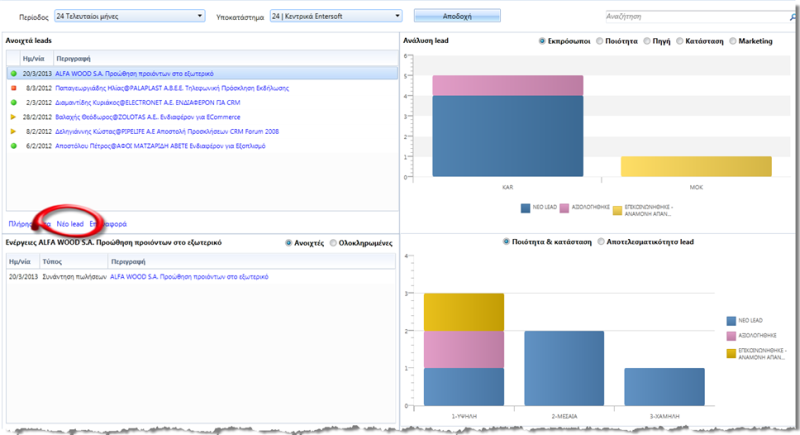 Περίοδος 24 Τελευταίοι μήνες Υποκατάστημα 24 | Κεντρικά Entersoft Αποδοχή Αναζήτηση
Ανοιχτά leads
Ημ/νία Περιγραφή
20/3/2013 ALFA WOOD S.A. Προώθηση προιόντων στο εξωτερικό
8/3/2012 Παπαγεωργιάδης Ηλίας@PALAPLAST A.B.E.E. Τηλεφωνική Πρόσκληση Εκδήλωσης
2/3/2012 Διαμαντίδης Κυριάκος@ELECTRONET A.E. ΕΝΔΙΑΦΕΡΟΝ ΓΙΑ CRM
28/2/2012 Βαλαχής Θεόδωρος@ZOLOTAS A.E. Ενδιαφέρον για ECommerce
8/2/2012 Δεληγιάννης Κώστας@PIPELIFE A.E Αποστολή Προσκλήσεων CRM Forum 2008
6/2/2012 Αποστόλου Πέτρος@ΑΦΟΙ ΜΑΤΖΑΡΙΔΗ ΑΒΕΤΕ Ενδιαφέρον για Εξοπλισμό
Νέο lead
Ενέργειες ALFA WOOD S.A. Προώθηση προιόντων στο εξωτερικό Ανοιχτές Ολοκληρωμένες
Ημ/νία Τύπος Περιγραφή
20/3/2013 Συνάντηση πωλήσεων ALFA WOOD S.A. Προώθηση προιόντων στο εξωτερικό
Ανάλυση lead Εκπρόσωποι Ποιότητα Πηγή Κατάσταση Marketing
6
5
4
3
2
1
0
KAR MOK
ΝΕΟ LEAD ΑΞΙΟΛΟΓΗΘΗΚΕ ΕΠΙΚΟΙΝΩΝΗΘΗΚΕ -
ΑΝΑΜΟΝΗ ΑΠΑΝ...
Ποιότητα & κατάσταση Αποτελεσματικότητα lead
4
3
2
1
0
1-ΥΨΗΛΗ 2-ΜΕΣΑΙΑ 3-ΧΑΜΗΛΗ
ΝΕΟ LEAD
ΑΞΙΟΛΟΓΗΘΗΚΕ
ΕΠΙΚΟΙΝΩΝΗΘΗΚΕ -
ΑΝΑΜΟΝΗ ΑΠΑΝ...